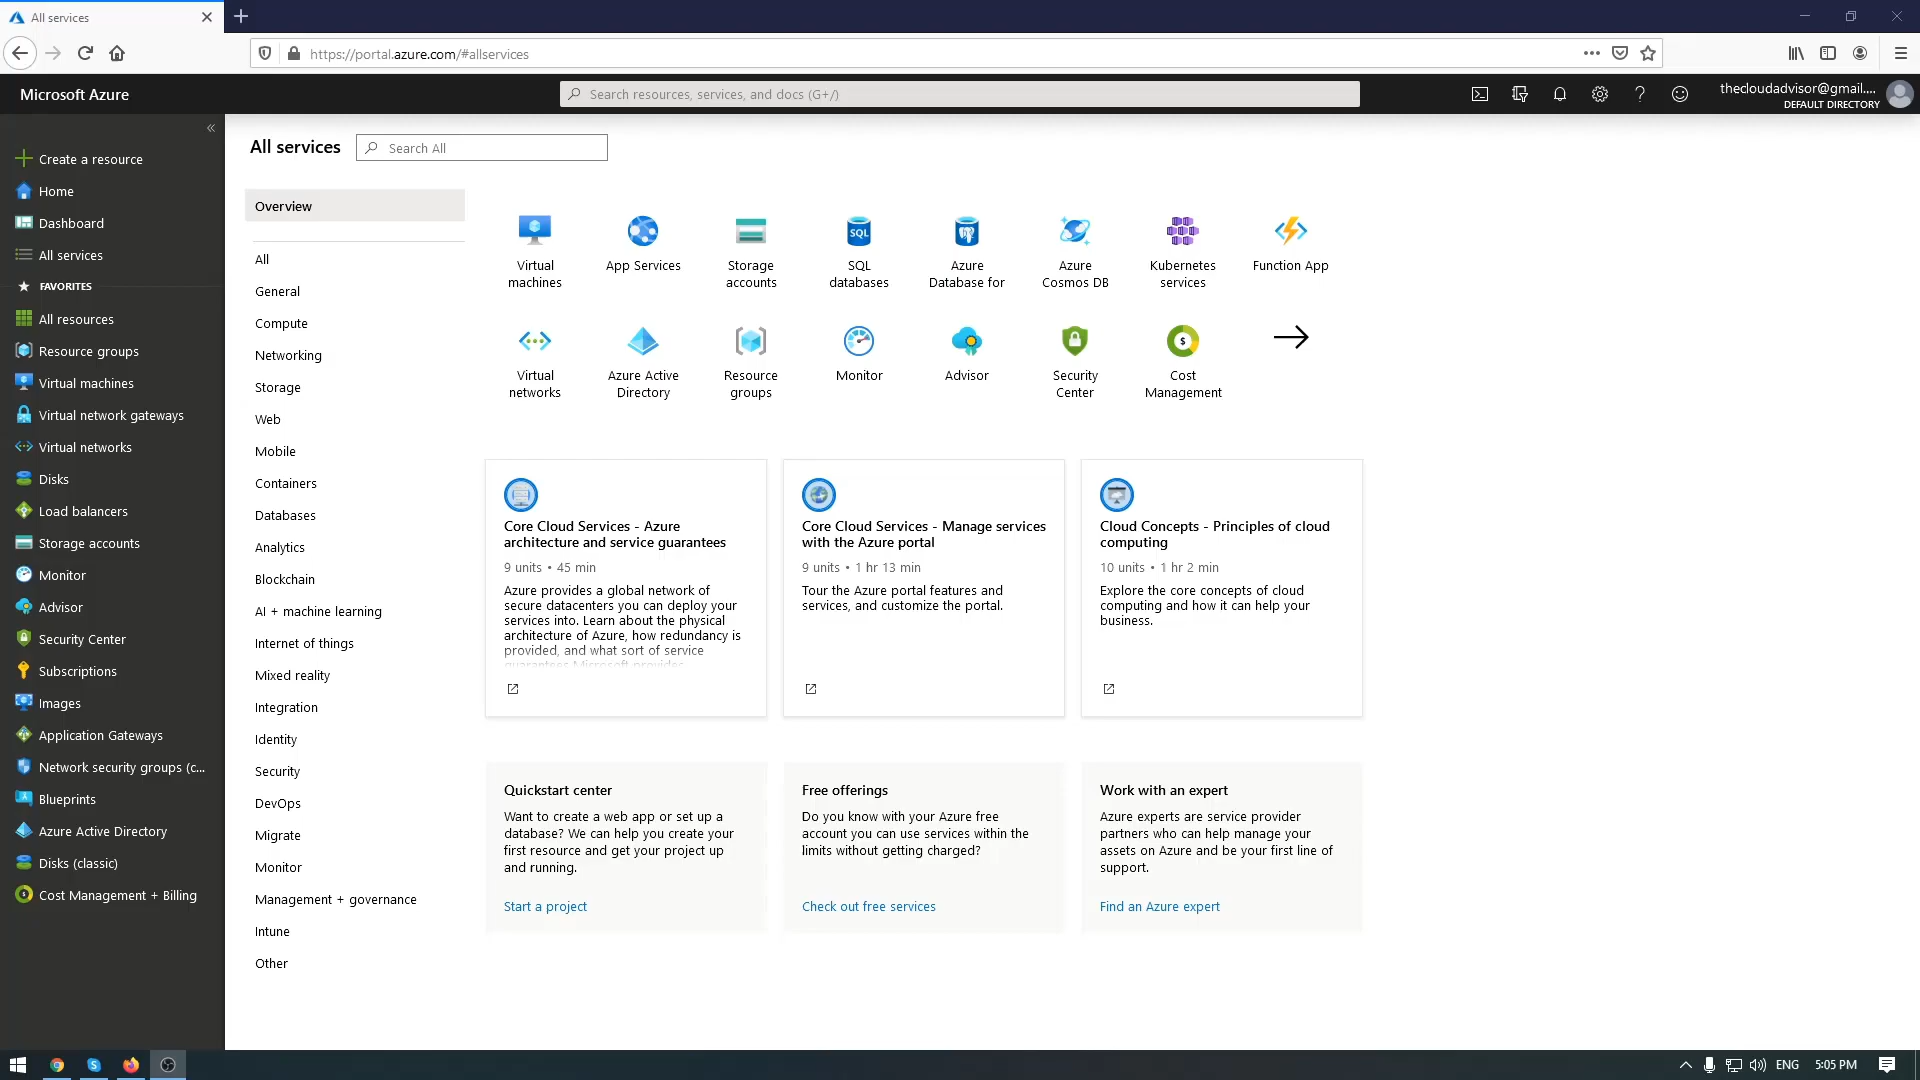 All services
https://portal.azure.com/#allservices
Microsoft Azure
Search resources, services, and docs (G+/)
thecloudadvisor@gmail....
DEFAULT DIRECTORY
Create a resource
Home
Dashboard
All services
FAVORITES
All resources
Resource groups
Virtual machines
Virtual network gateways
Virtual networks
Disks
Load balancers
Storage accounts
Monitor
Advisor
Security Center
Subscriptions
Images
Application Gateways
Network security groups (c...
Blueprints
Azure Active Directory
Disks (classic)
Cost Management + Billing
All services
Search All
Overview
All
General
Compute
Networking
Storage
Web
Mobile
Containers
Databases
Analytics
Blockchain
AI + machine learning
Internet of things
Mixed reality
Integration
Identity
Security
DevOps
Migrate
Monitor
Management + governance
Intune
Other
Virtual
machines
App Services
Storage
accounts
SQL
SQL
databases
Azure
Database for
Azure
Cosmos DB
Kubernetes
services
Function App
Virtual
networks
Azure Active
Directory
Resource
groups
Monitor
Advisor
Security
Center
Cost
Management
Core Cloud Services - Azure
architecture and service guarantees
9 units • 45 min
Azure provides a global network of
secure datacenters you can deploy your
services into. Learn about the physical
architecture of Azure, how redundancy is
provided, and what sort of service
guarantees Microsoft provides
Core Cloud Services - Manage services
with the Azure portal
9 units • 1 hr 13 min
Tour the Azure portal features and
services, and customize the portal.
Cloud Concepts - Principles of cloud
computing
10 units • 1 hr 2 min
Explore the core concepts of cloud
computing and how it can help your
business.
Quickstart center
Want to create a web app or set up a
database? We can help you create your
first resource and get your project up
and running.
Start a project
Free offerings
Do you know with your Azure free
account you can use services within the
limits without getting charged?
Check out free services
Work with an expert
Azure experts are service provider
partners who can help manage your
assets on Azure and be your first line of
support.
Find an Azure expert
ENG
5:05 PM